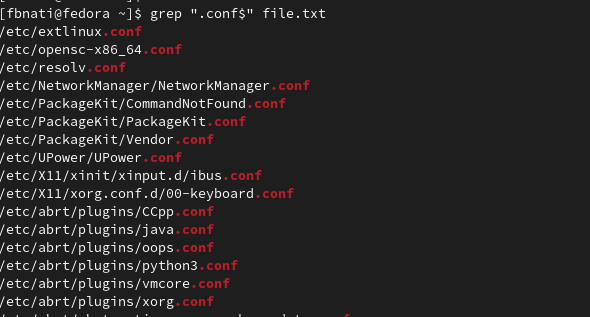 [fbnati@fedora ~]$ grep ".conf$" file.txt
/etc/extlinux.conf
/etc/opensc-x86_64.conf
/etc/resolv.conf
/etc/NetworkManager/NetworkManager.conf
/etc/PackageKit/CommandNotFound.conf
/etc/PackageKit/PackageKit.conf
/etc/PackageKit/Vendor.conf
/etc/UPower/UPower.conf
/etc/X11/xinit/xinput.d/ibus.conf
/etc/X11/xorg.conf.d/00-keyboard.conf
/etc/abrt/plugins/CCpp.conf
/etc/abrt/plugins/java.conf
/etc/abrt/plugins/oops.conf
/etc/abrt/plugins/python3.conf
/etc/abrt/plugins/vmcore.conf
/etc/abrt/plugins/xorg.conf